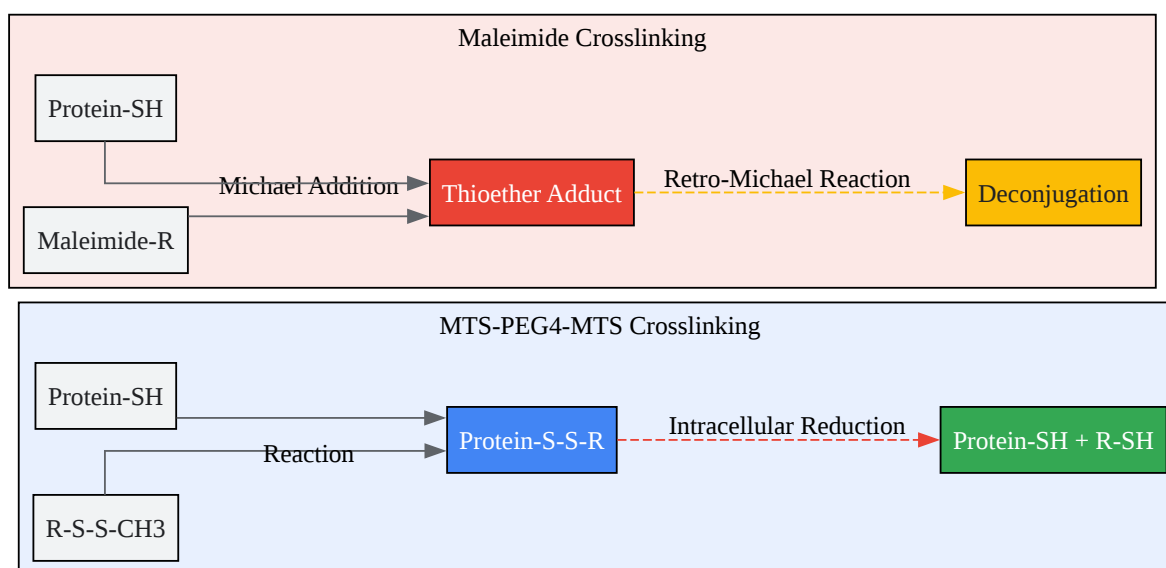 Maleimide Crosslinking
Protein-SH
Michael Addition
Thioether Adduct
Retro-Michael Reaction
Deconjugation
Maleimide-R
MTS-PEG4-MTS Crosslinking
Protein-SH
Reaction
Protein-S-S-R
Intracellular Reduction
Protein-SH + R-SH
R-S-S-CH3